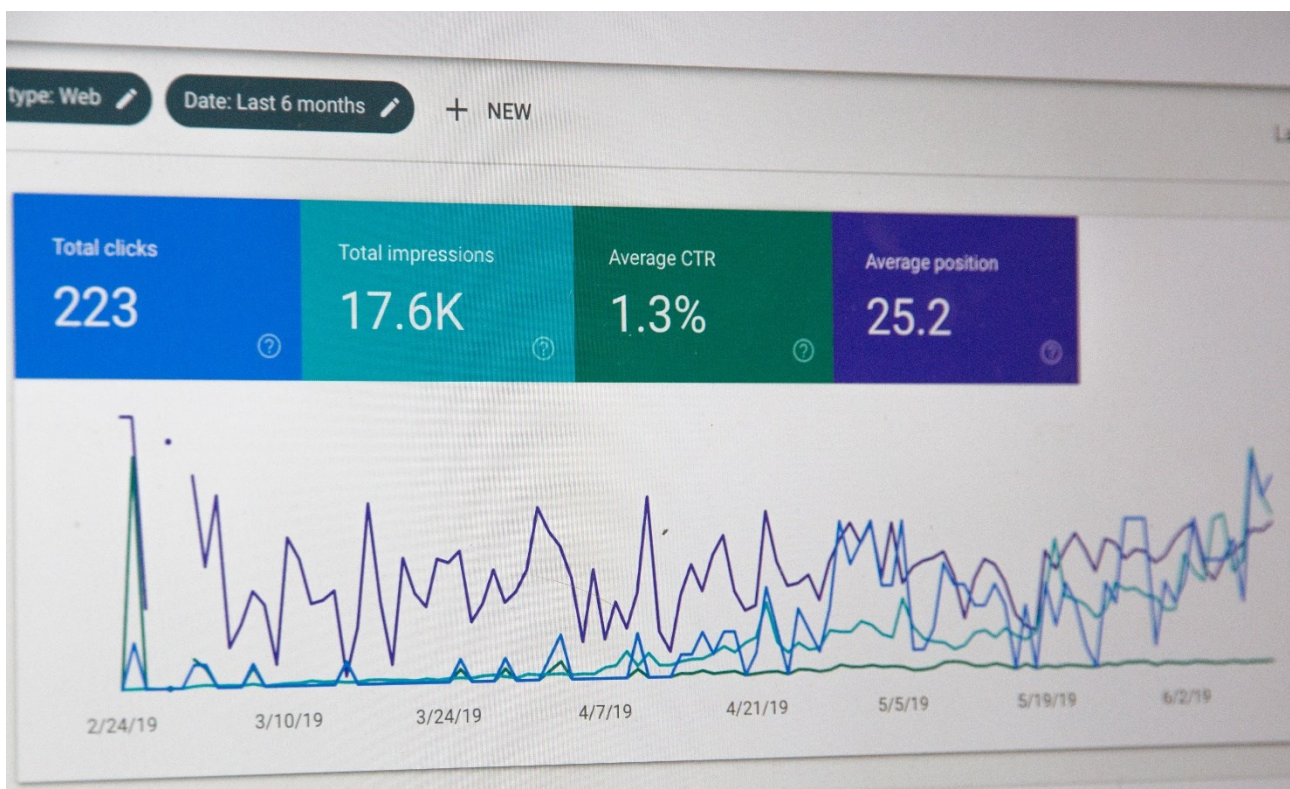 type: Web
Date: Last 6 months
+ NEW
Total clicks
223
Total impressions
17.6K
Average CTR
1.3%
Average position
25.2
2/24/19 3/10/19 3/24/19 4/7/19 4/21/19 5/5/19 5/19/19 6/2/19